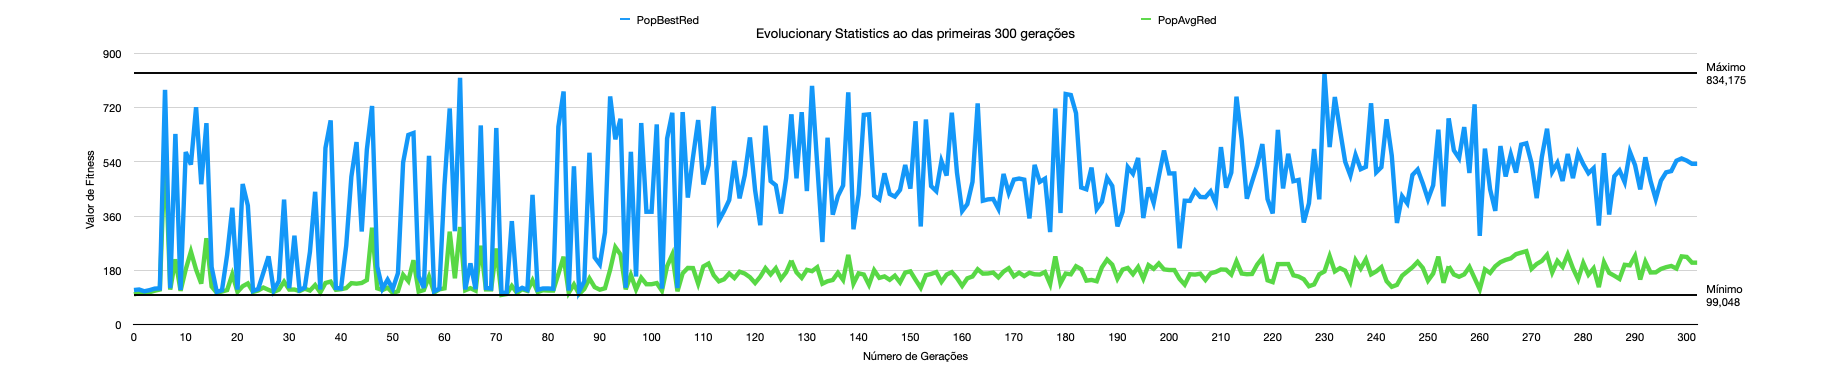 PopBestRed PopAvgRed
Evolucionary Statistics ao das primeiras 300 gerações
900
Máximo
834,175
720
540
Valor de Fitness
360
180
Mínimo
99,048
0
0 10 20 30 40 50 60 70 80 90 100 110 120 130 140 150 160 170 180 190 200 210 220 230 240 250 260 270 280 290 300
Número de Gerações